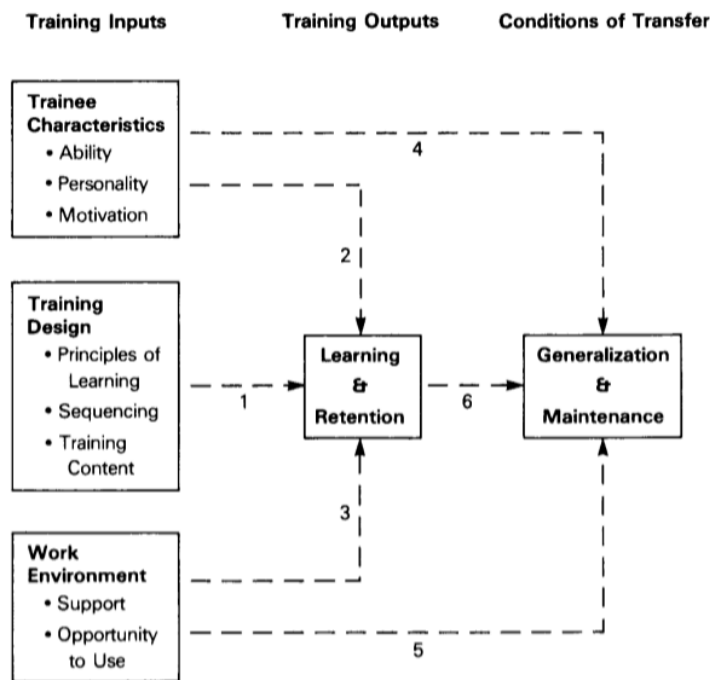 Training Inputs
Training Outputs
Conditions of Transfer
Trainee
Characteristics
• Ability
• Personality
• Motivation
4
2
Training
Design
• Principles of
Learning
• Sequencing
• Training
Content
1
Learning
&
Retention
6
Generalization
&
Maintenance
3
Work
Environment
• Support
• Opportunity
to Use
5